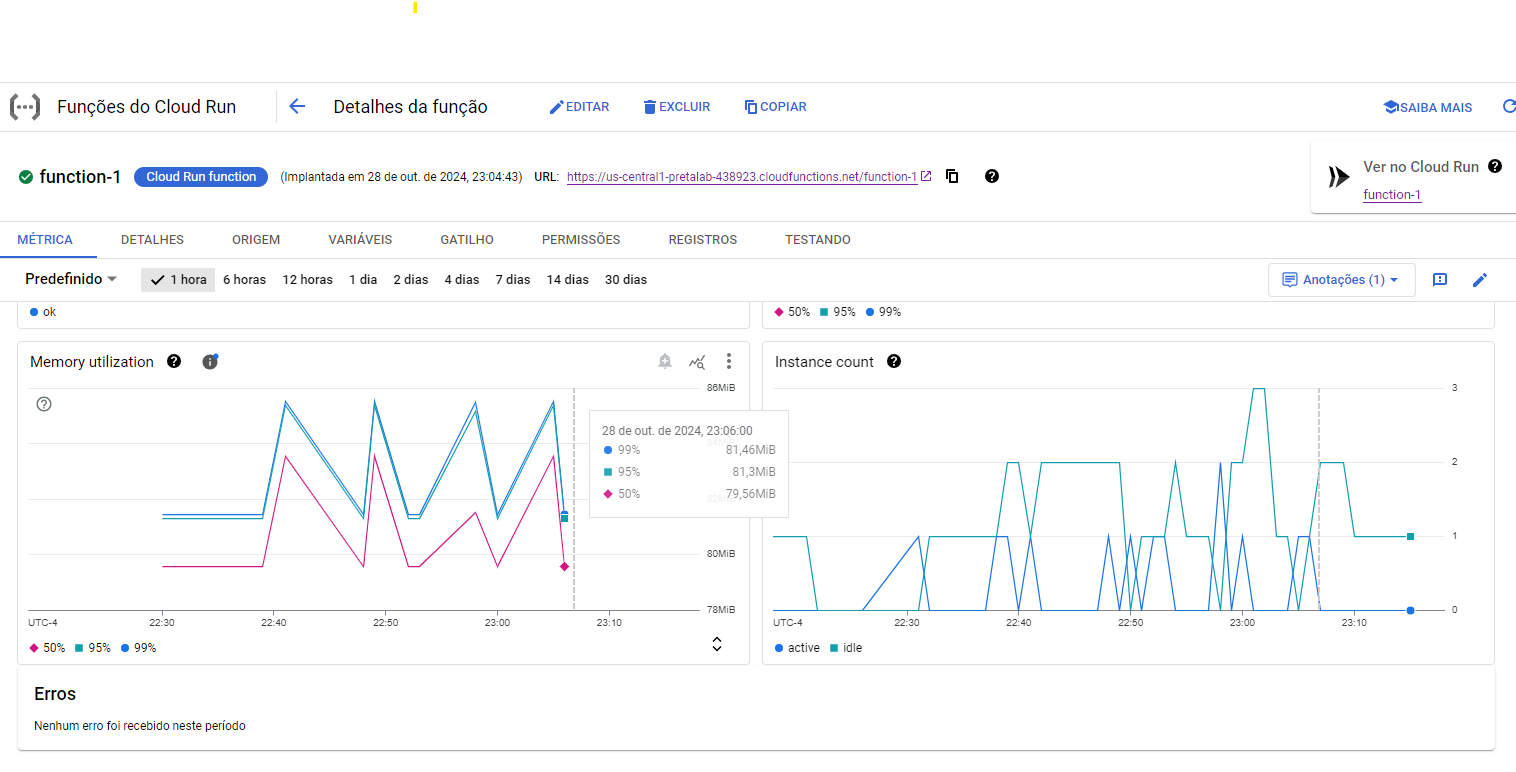 Funções do Cloud Run
Detalhes da função
EDITAR
EXCLUIR
COPIAR
SAIBA MAIS
function-1
Cloud Run function
(Implantada em 28 de out. de 2024, 23:04:43)
URL:
https://us-central1-pretalab-438923.cloudfunctions.net/function-1
Ver no Cloud Run
function-1
MÉTRICA
DETALHES
ORIGEM
VARIÁVEIS
GATILHO
PERMISSÕES
REGISTROS
TESTANDO
Predefinido
1 hora
6 horas
12 horas
1 dia
2 dias
4 dias
7 dias
14 dias
30 dias
Anotações (1)
ok
50%
95%
99%
Memory utilization
86MiB
28 de out. de 2024, 23:06:00
99% 81,46MiB
95% 81,3MiB
50% 79,56MiB
80MiB
78MiB
UTC-4
22:30
22:40
22:50
23:00
23:10
50%
95%
99%
Instance count
3
2
1
0
UTC-4
22:30
22:40
22:50
23:00
23:10
active
idle
Erros
Nenhum erro foi recebido neste período